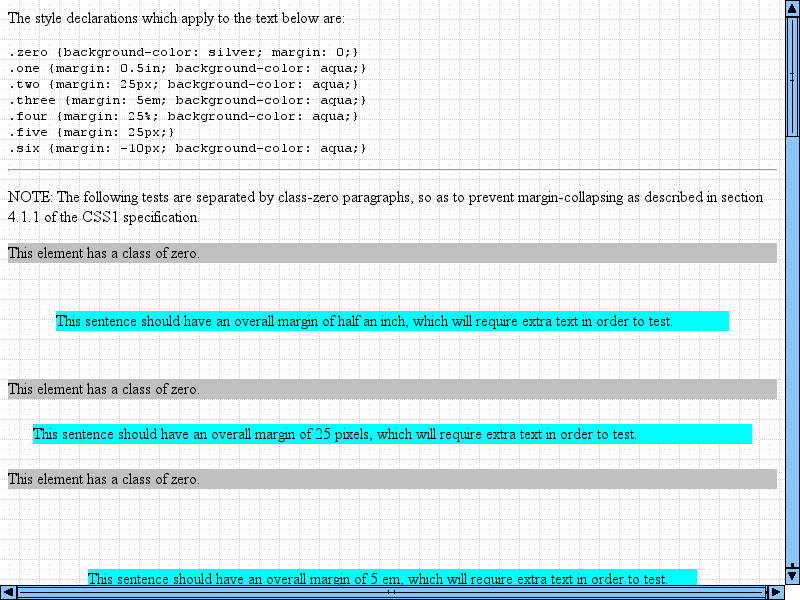 The style declarations which apply to the text below are:
.zero {background-color: silver; margin: 0;}
.one {margin: 0.5in; background-color: aqua;}
.two {margin: 25px; background-color: aqua;}
.three {margin: 5em; background-color: aqua;}
.four {margin: 25%; background-color: aqua;}
.five {margin: 25px;}
.six {margin: -10px; background-color: aqua;}
NOTE: The following tests are separated by class-zero paragraphs, so as to prevent margin-collapsing as described in section
4.1.1 of the CSS1 specification.
This element has a class of zero.
This sentence should have an overall margin of half an inch, which will require extra text in order to test.
This element has a class of zero.
This sentence should have an overall margin of 25 pixels, which will require extra text in order to test.
This element has a class of zero.
This sentence should have an overall margin of 5 em, which will require extra text in order to test.